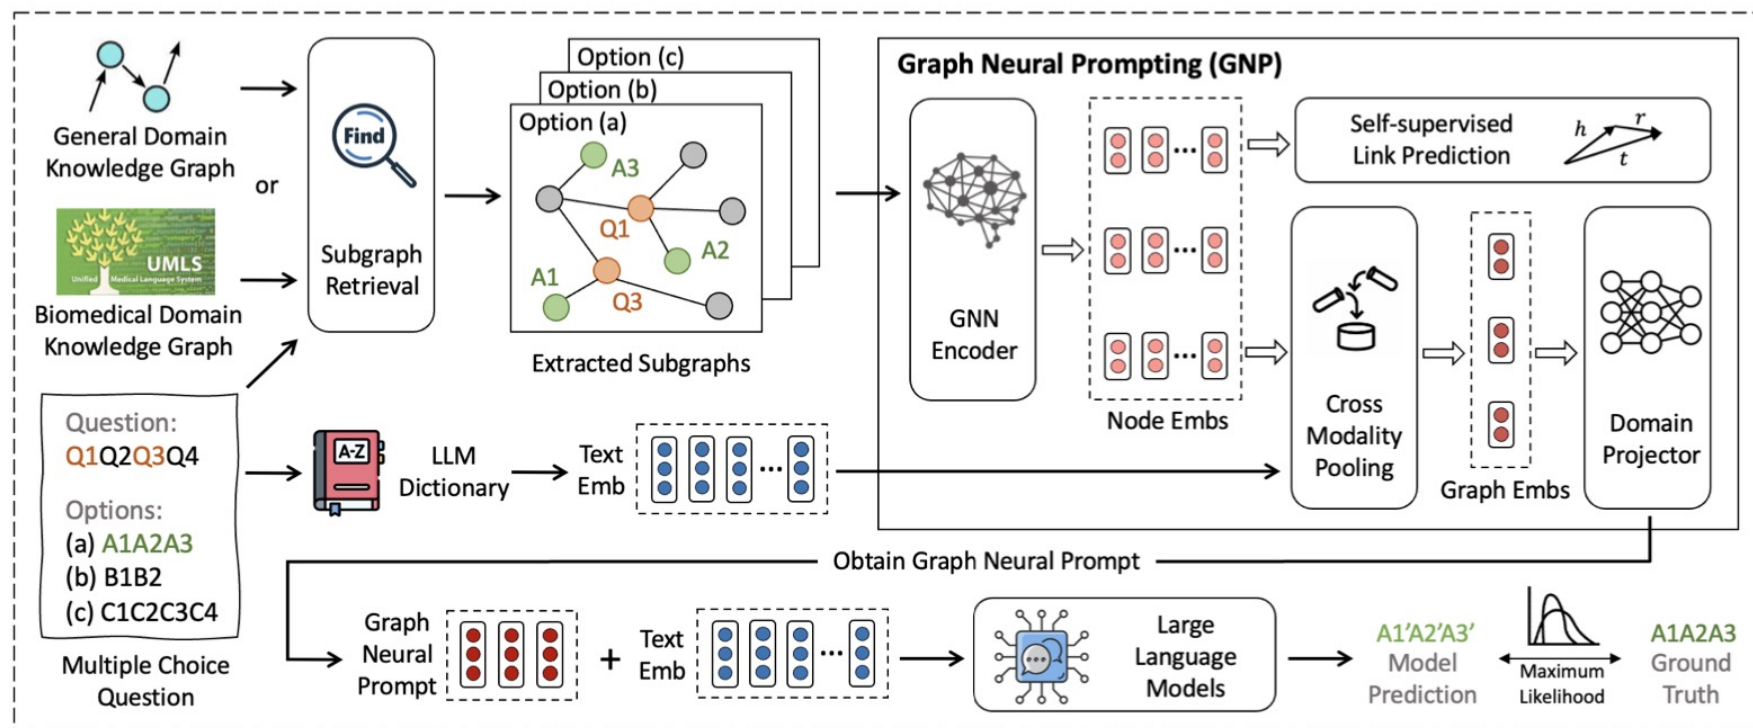 General Domain
Knowledge Graph
or
UMLS
Unified Medical Language System
Biomedical Domain
Knowledge Graph
Question:
Q1Q2Q3Q4
Options:
(a) A1A2A3
(b) B1B2
(c) C1C2C3C4
Multiple Choice
Question
Find
Subgraph
Retrieval
Option (c)
Option (b)
Option (a)
A3
Q1
A2
A1
Q3
Extracted Subgraphs
A-Z
LLM
Dictionary
Text
Emb
...
Graph Neural Prompting (GNP)
GNN
Encoder
...
...
...
Node Embs
Self-supervised
Link Prediction
h
r
t
Cross
Modality
Pooling
Graph Embs
Domain
Projector
Obtain Graph Neural Prompt
Graph
Neural
Prompt
+
Text
Emb
...
Large
Language
Models
A1'A2'A3'
Model
Prediction
Maximum
Likelihood
A1A2A3
Ground
Truth